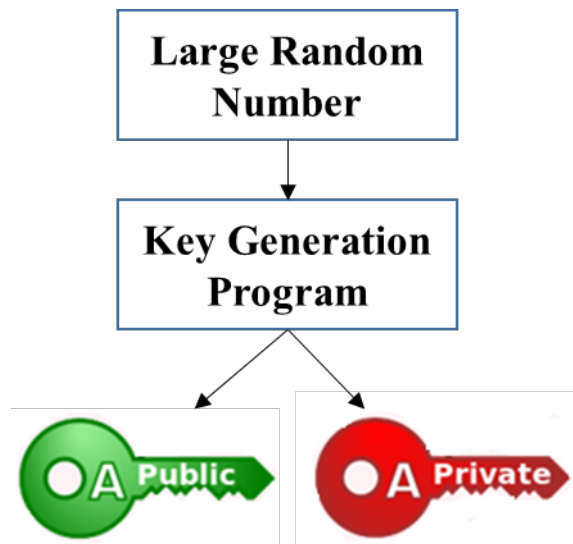 Large Random
Number
Key Generation
Program
A Public
A Private